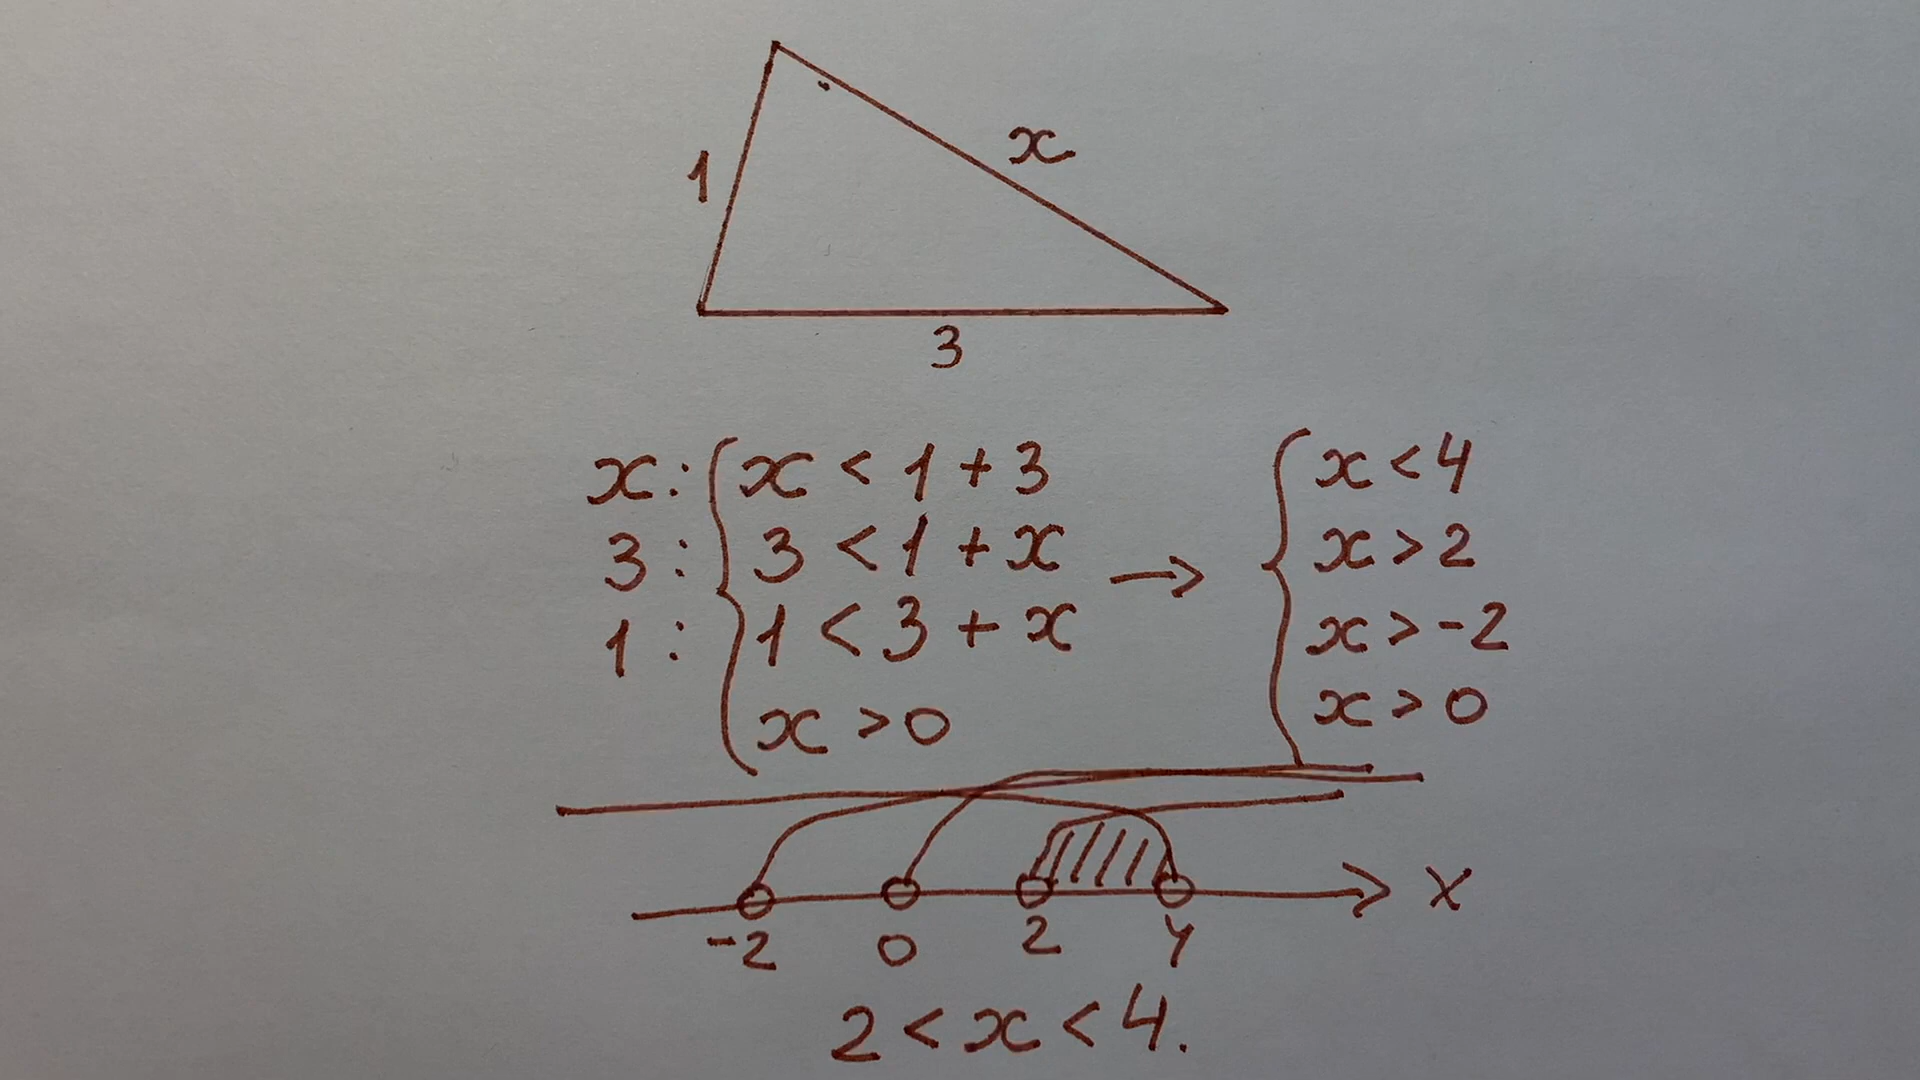 1
x
3
x: { x < 1 + 3
3: 3 < 1 + x
1: 1 < 3 + x
x > 0
→
{ x < 4
x > 2
x > -2
x > 0
x
-2 0 2 4
2 < x < 4.